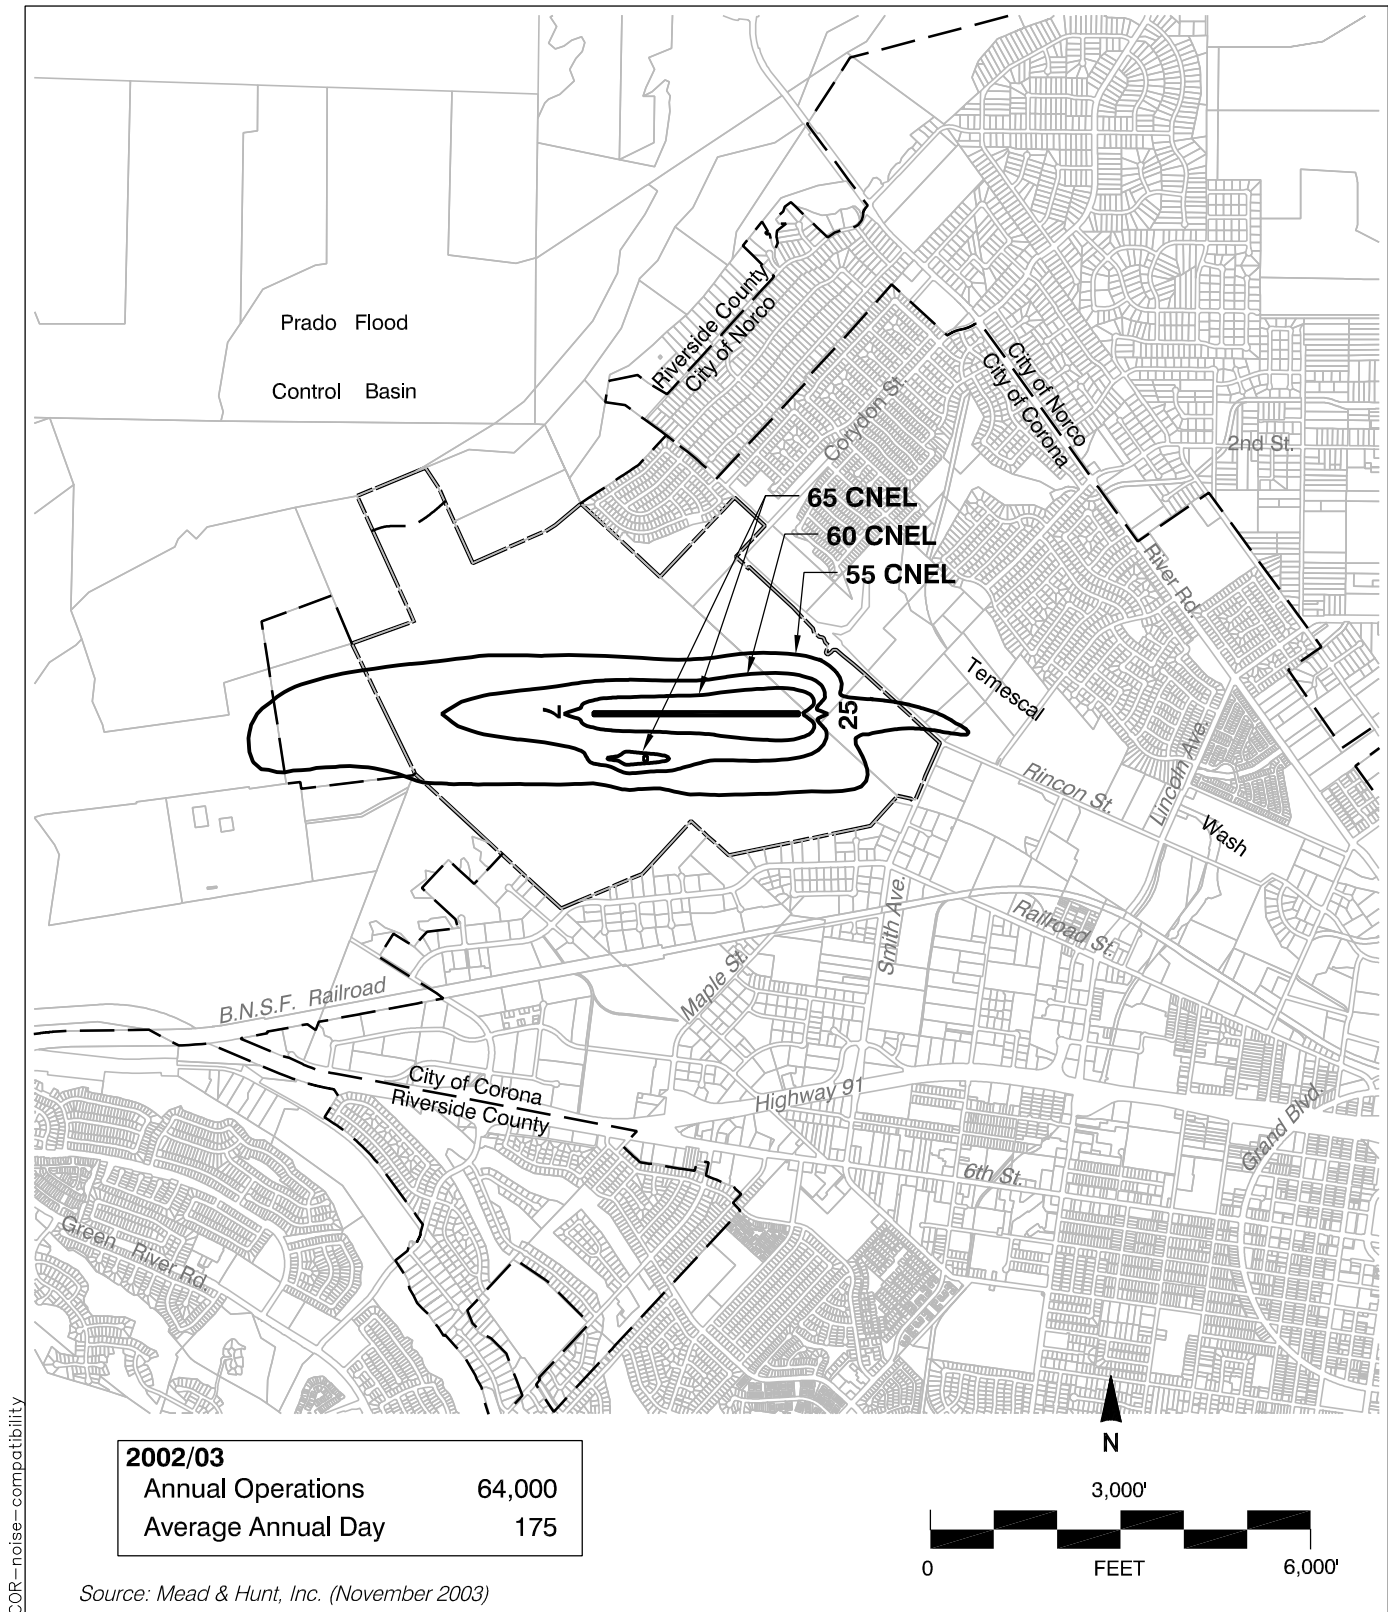 Prado Flood
Control Basin
Riverside County
City of Norco
City of Norco
City of Corona
Corydon St.
2nd St.
65 CNEL
60 CNEL
55 CNEL
River Rd.
Temescal
7
25
Lincoln Ave.
Rincon St.
Wash
Smith Ave.
Railroad St.
Maple St.
B.N.S.F. Railroad
City of Corona
Riverside County
Highway 91
Grand Blvd.
6th St.
Green River Rd.
N
2002/03
Annual Operations 64,000
Average Annual Day 175
3,000'
0 FEET 6,000'
Source: Mead & Hunt, Inc. (November 2003)
COR-noise-compatibility